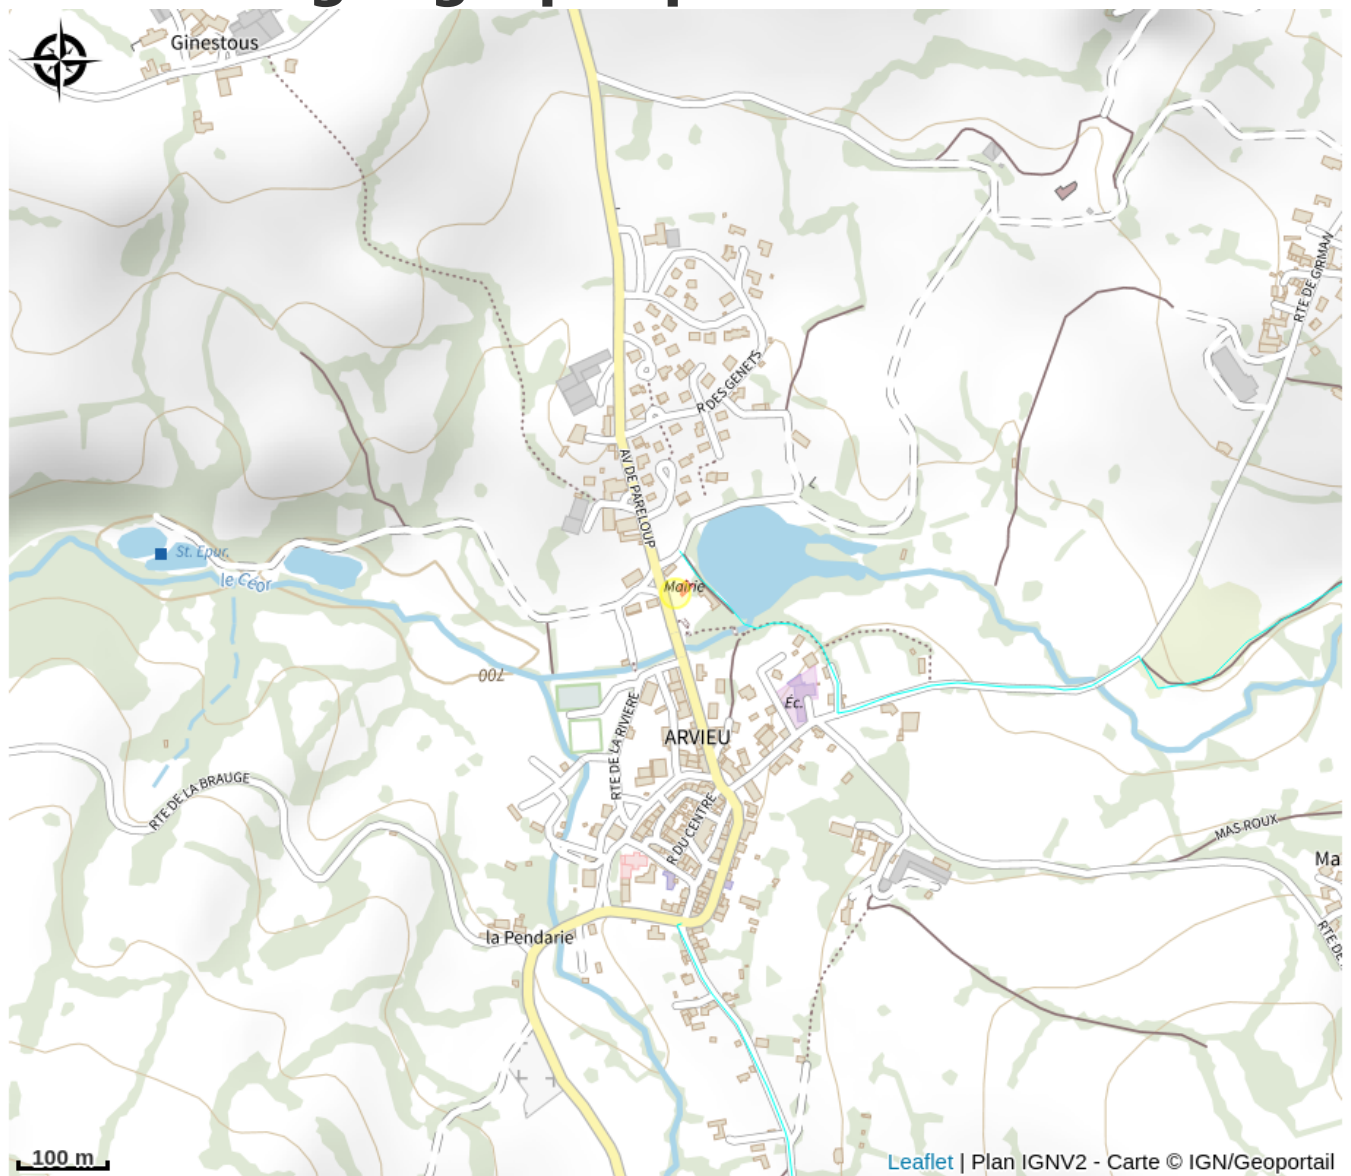 Ginestous
RTE DE GIRMAN
R DES GENETS
AV DE PARELOUP
St. Epur.
le Céor
Mairie
700
Éc.
ARVIEU
RTE DE LA RIVIERE
RTE DE LA BRAUGE
R DU CENTRE
MAS ROUX
Ma
la Pendarie
RTE DE
100 m
Leaflet | Plan IGNV2 - Carte © IGN/Geoportail